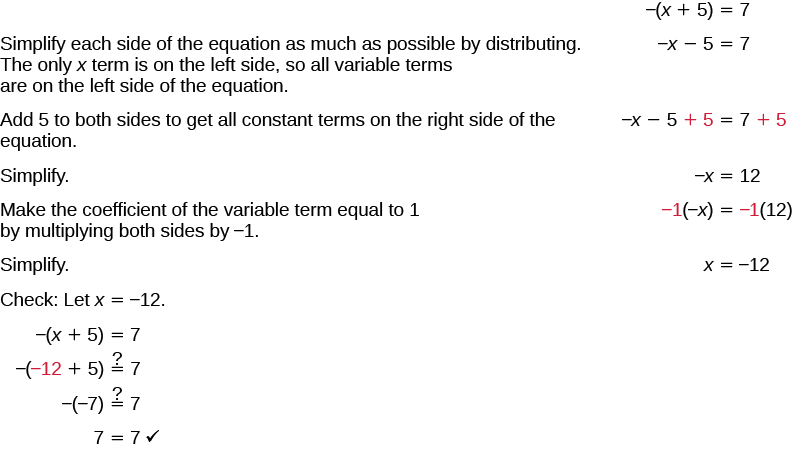 −(x + 5) = 7
Simplify each side of the equation as much as possible by distributing. −x − 5 = 7
The only x term is on the left side, so all variable terms
are on the left side of the equation.
Add 5 to both sides to get all constant terms on the right side of the −x − 5 + 5 = 7 + 5
equation.
Simplify. −x = 12
Make the coefficient of the variable term equal to 1 −1(−x) = −1(12)
by multiplying both sides by −1.
Simplify. x = −12
Check: Let x = −12.
−(x + 5) = 7
−(−12 + 5) ≟ 7
−(−7) ≟ 7
7 = 7 ✓